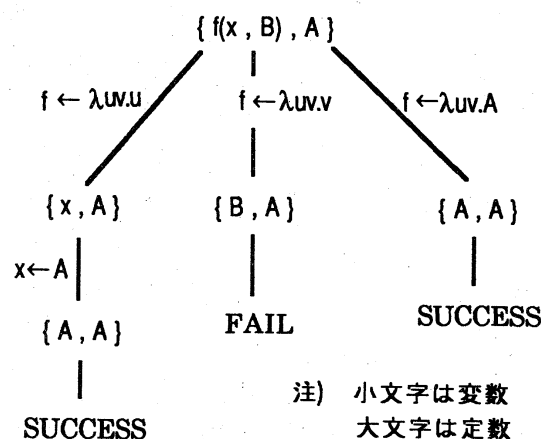 { f(x , B) , A }
f ← λuv.u
f ← λuv.v
f ← λuv.A
{ x , A }
{ B , A }
{ A , A }
x ← A
{ A , A }
FAIL
SUCCESS
SUCCESS
注) 小文字は変数
大文字は定数